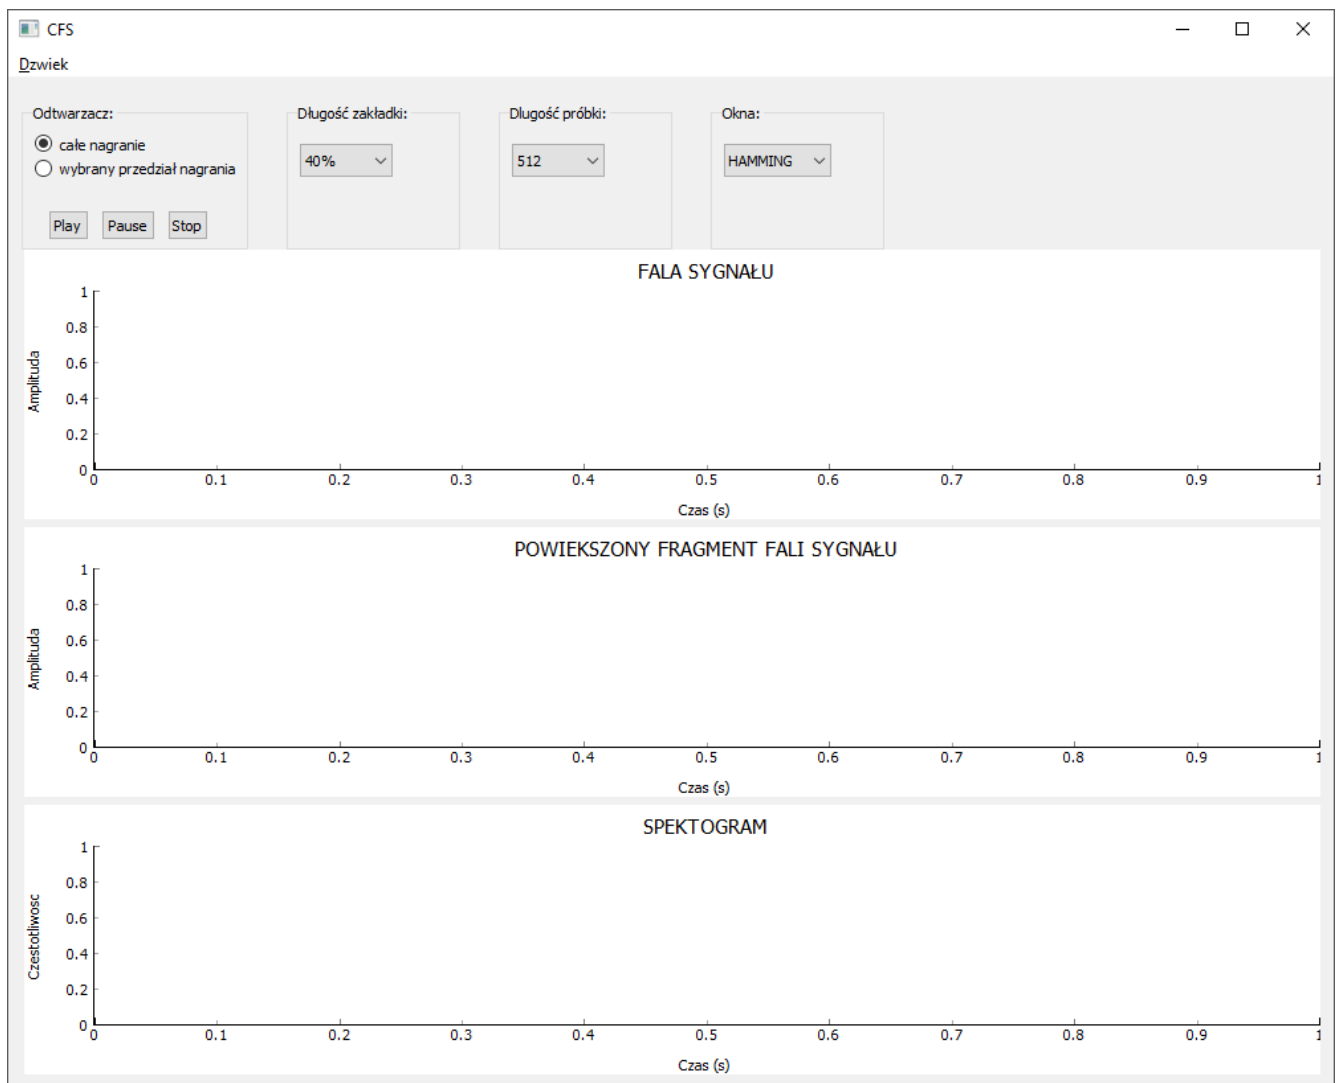 CFS
Dzwiek
Odtwarzacz: Długość zakładki: Dlugość próbki: Okna:
całe nagranie
wybrany przedział nagrania
40% 512 HAMMING
Play Pause Stop
FALA SYGNAŁU
Amplituda
1
0.8
0.6
0.4
0.2
0
0 0.1 0.2 0.3 0.4 0.5 0.6 0.7 0.8 0.9 1
Czas (s)
POWIEKSZONY FRAGMENT FALI SYGNAŁU
Amplituda
1
0.8
0.6
0.4
0.2
0
0 0.1 0.2 0.3 0.4 0.5 0.6 0.7 0.8 0.9 1
Czas (s)
SPEKTOGRAM
Czestotliwosc
1
0.8
0.6
0.4
0.2
0
0 0.1 0.2 0.3 0.4 0.5 0.6 0.7 0.8 0.9 1
Czas (s)